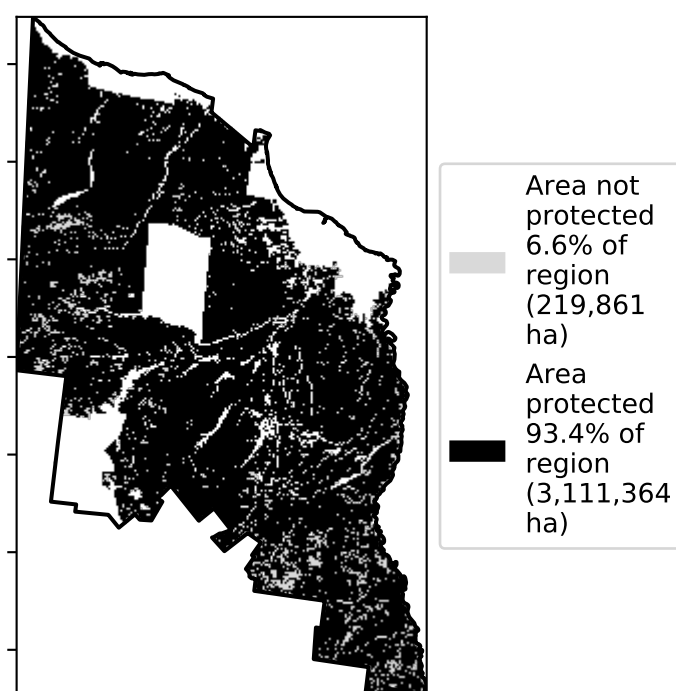 Area not
protected
6.6% of
region
(219,861
ha)
Area
protected
93.4% of
region
(3,111,364
ha)